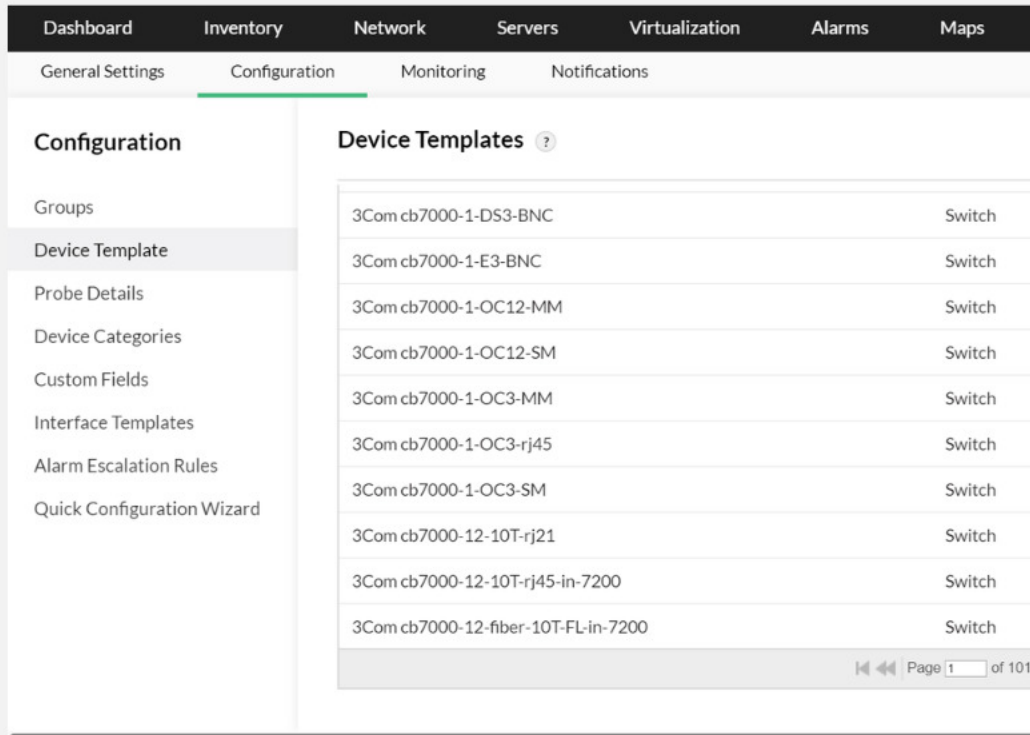 Dashboard Inventory Network Servers Virtualization Alarms Maps
General Settings Configuration Monitoring Notifications
Configuration
Groups
Device Template
Probe Details
Device Categories
Custom Fields
Interface Templates
Alarm Escalation Rules
Quick Configuration Wizard
Device Templates ?
3Com cb7000-1-DS3-BNC Switch
3Com cb7000-1-E3-BNC Switch
3Com cb7000-1-OC12-MM Switch
3Com cb7000-1-OC12-SM Switch
3Com cb7000-1-OC3-MM Switch
3Com cb7000-1-OC3-rj45 Switch
3Com cb7000-1-OC3-SM Switch
3Com cb7000-12-10T-rj21 Switch
3Com cb7000-12-10T-rj45-in-7200 Switch
3Com cb7000-12-fiber-10T-FL-in-7200 Switch
Page 1 of 101